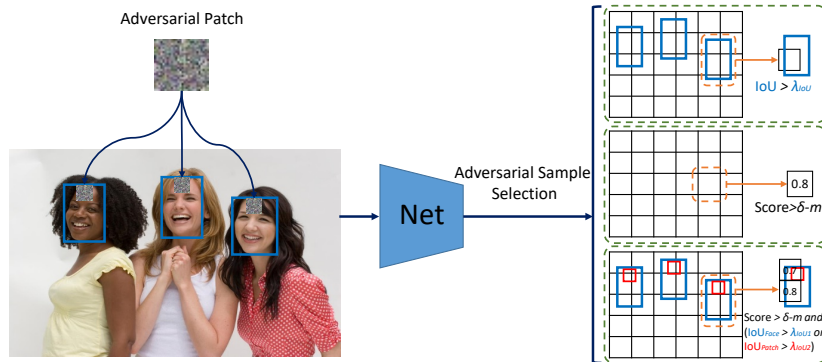 Adversarial Patch
Net
Adversarial Sample
Selection
IoU > λIoU
0.8
Score>δ-m
0.7
0.8
Score > δ-m and
(IoUFace > λIOU1 or
IoUPatch > λIOU2)